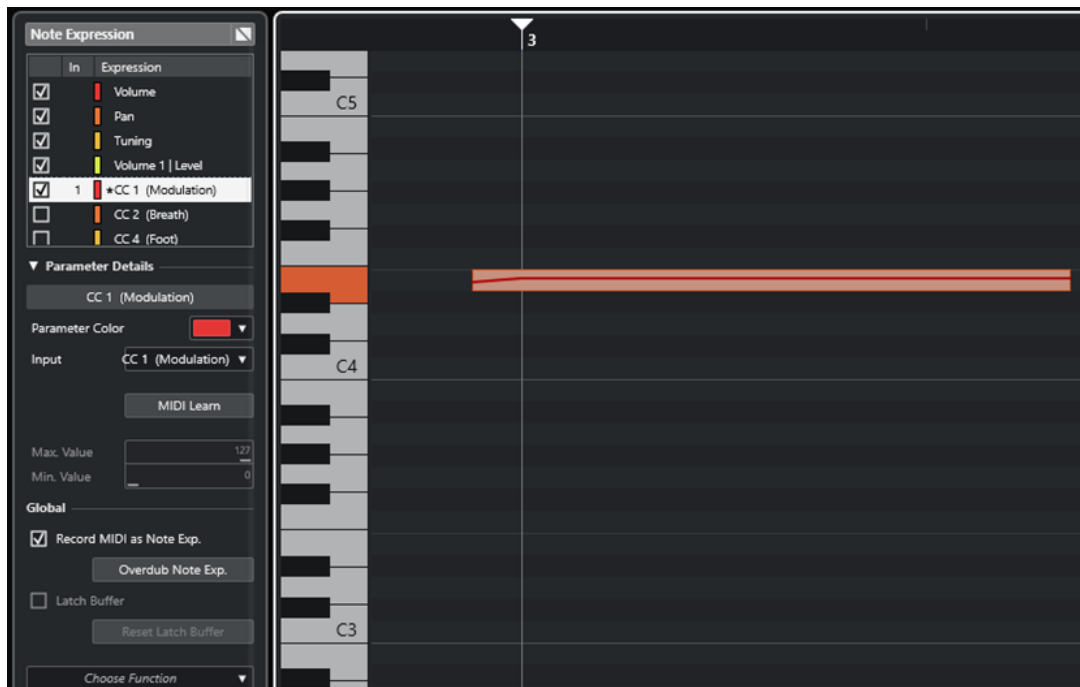 Note Expression
In Expression
Volume
Pan
Tuning
Volume 1 | Level
1 ★CC 1 (Modulation)
CC 2 (Breath)
CC 4 (Foot)
▼ Parameter Details
CC 1 (Modulation)
Parameter Color
Input CC 1 (Modulation) ▼
MIDI Learn
Max. Value 127
Min. Value 0
Global
Record MIDI as Note Exp.
Overdub Note Exp.
Latch Buffer
Reset Latch Buffer
Choose Function ▼
3
C5
C4
C3